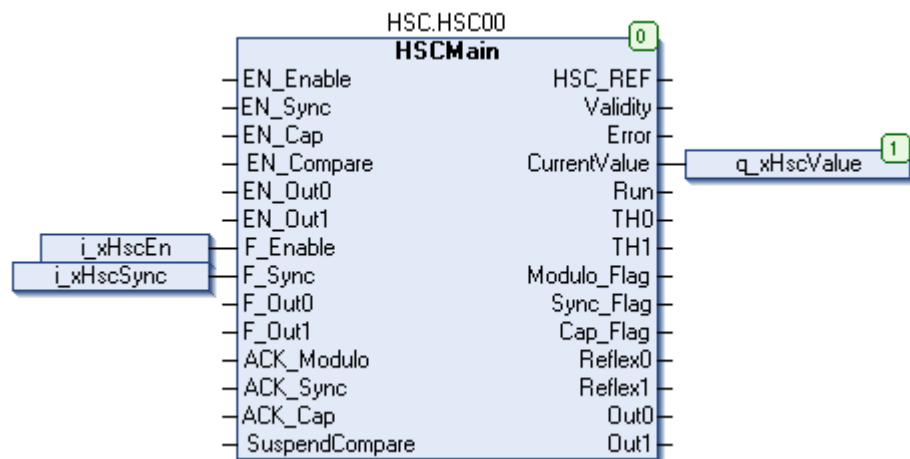 HSC.HSC00
0
HSCMain
EN_Enable HSC_REF
EN_Sync Validity
EN_Cap Error
1
EN_Compare CurrentValue q_xHscValue
EN_Out0 Run
EN_Out1 TH0
i_xHscEn F_Enable TH1
i_xHscSync F_Sync Modulo_Flag
F_Out0 Sync_Flag
F_Out1 Cap_Flag
ACK_Modulo Reflex0
ACK_Sync Reflex1
ACK_Cap Out0
SuspendCompare Out1